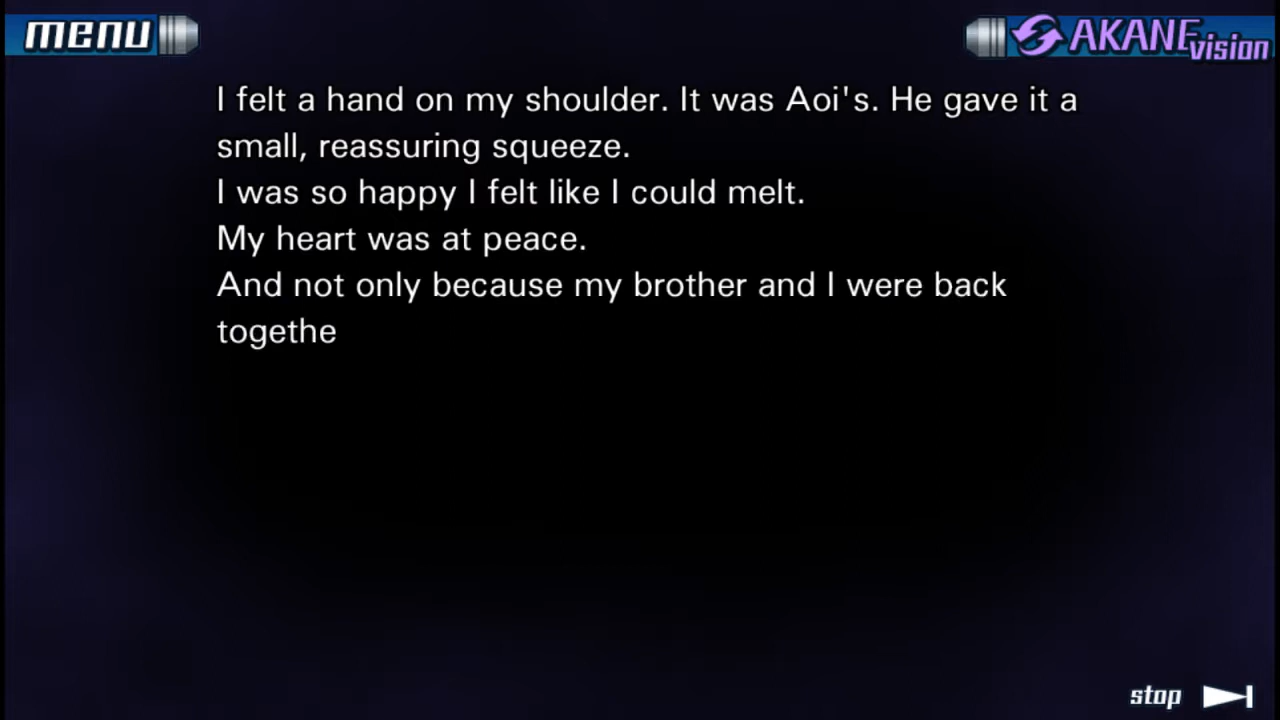 menu
AKANE vision
I felt a hand on my shoulder. It was Aoi's. He gave it a
small, reassuring squeeze.
I was so happy I felt like I could melt.
My heart was at peace.
And not only because my brother and I were back
togethe
stop